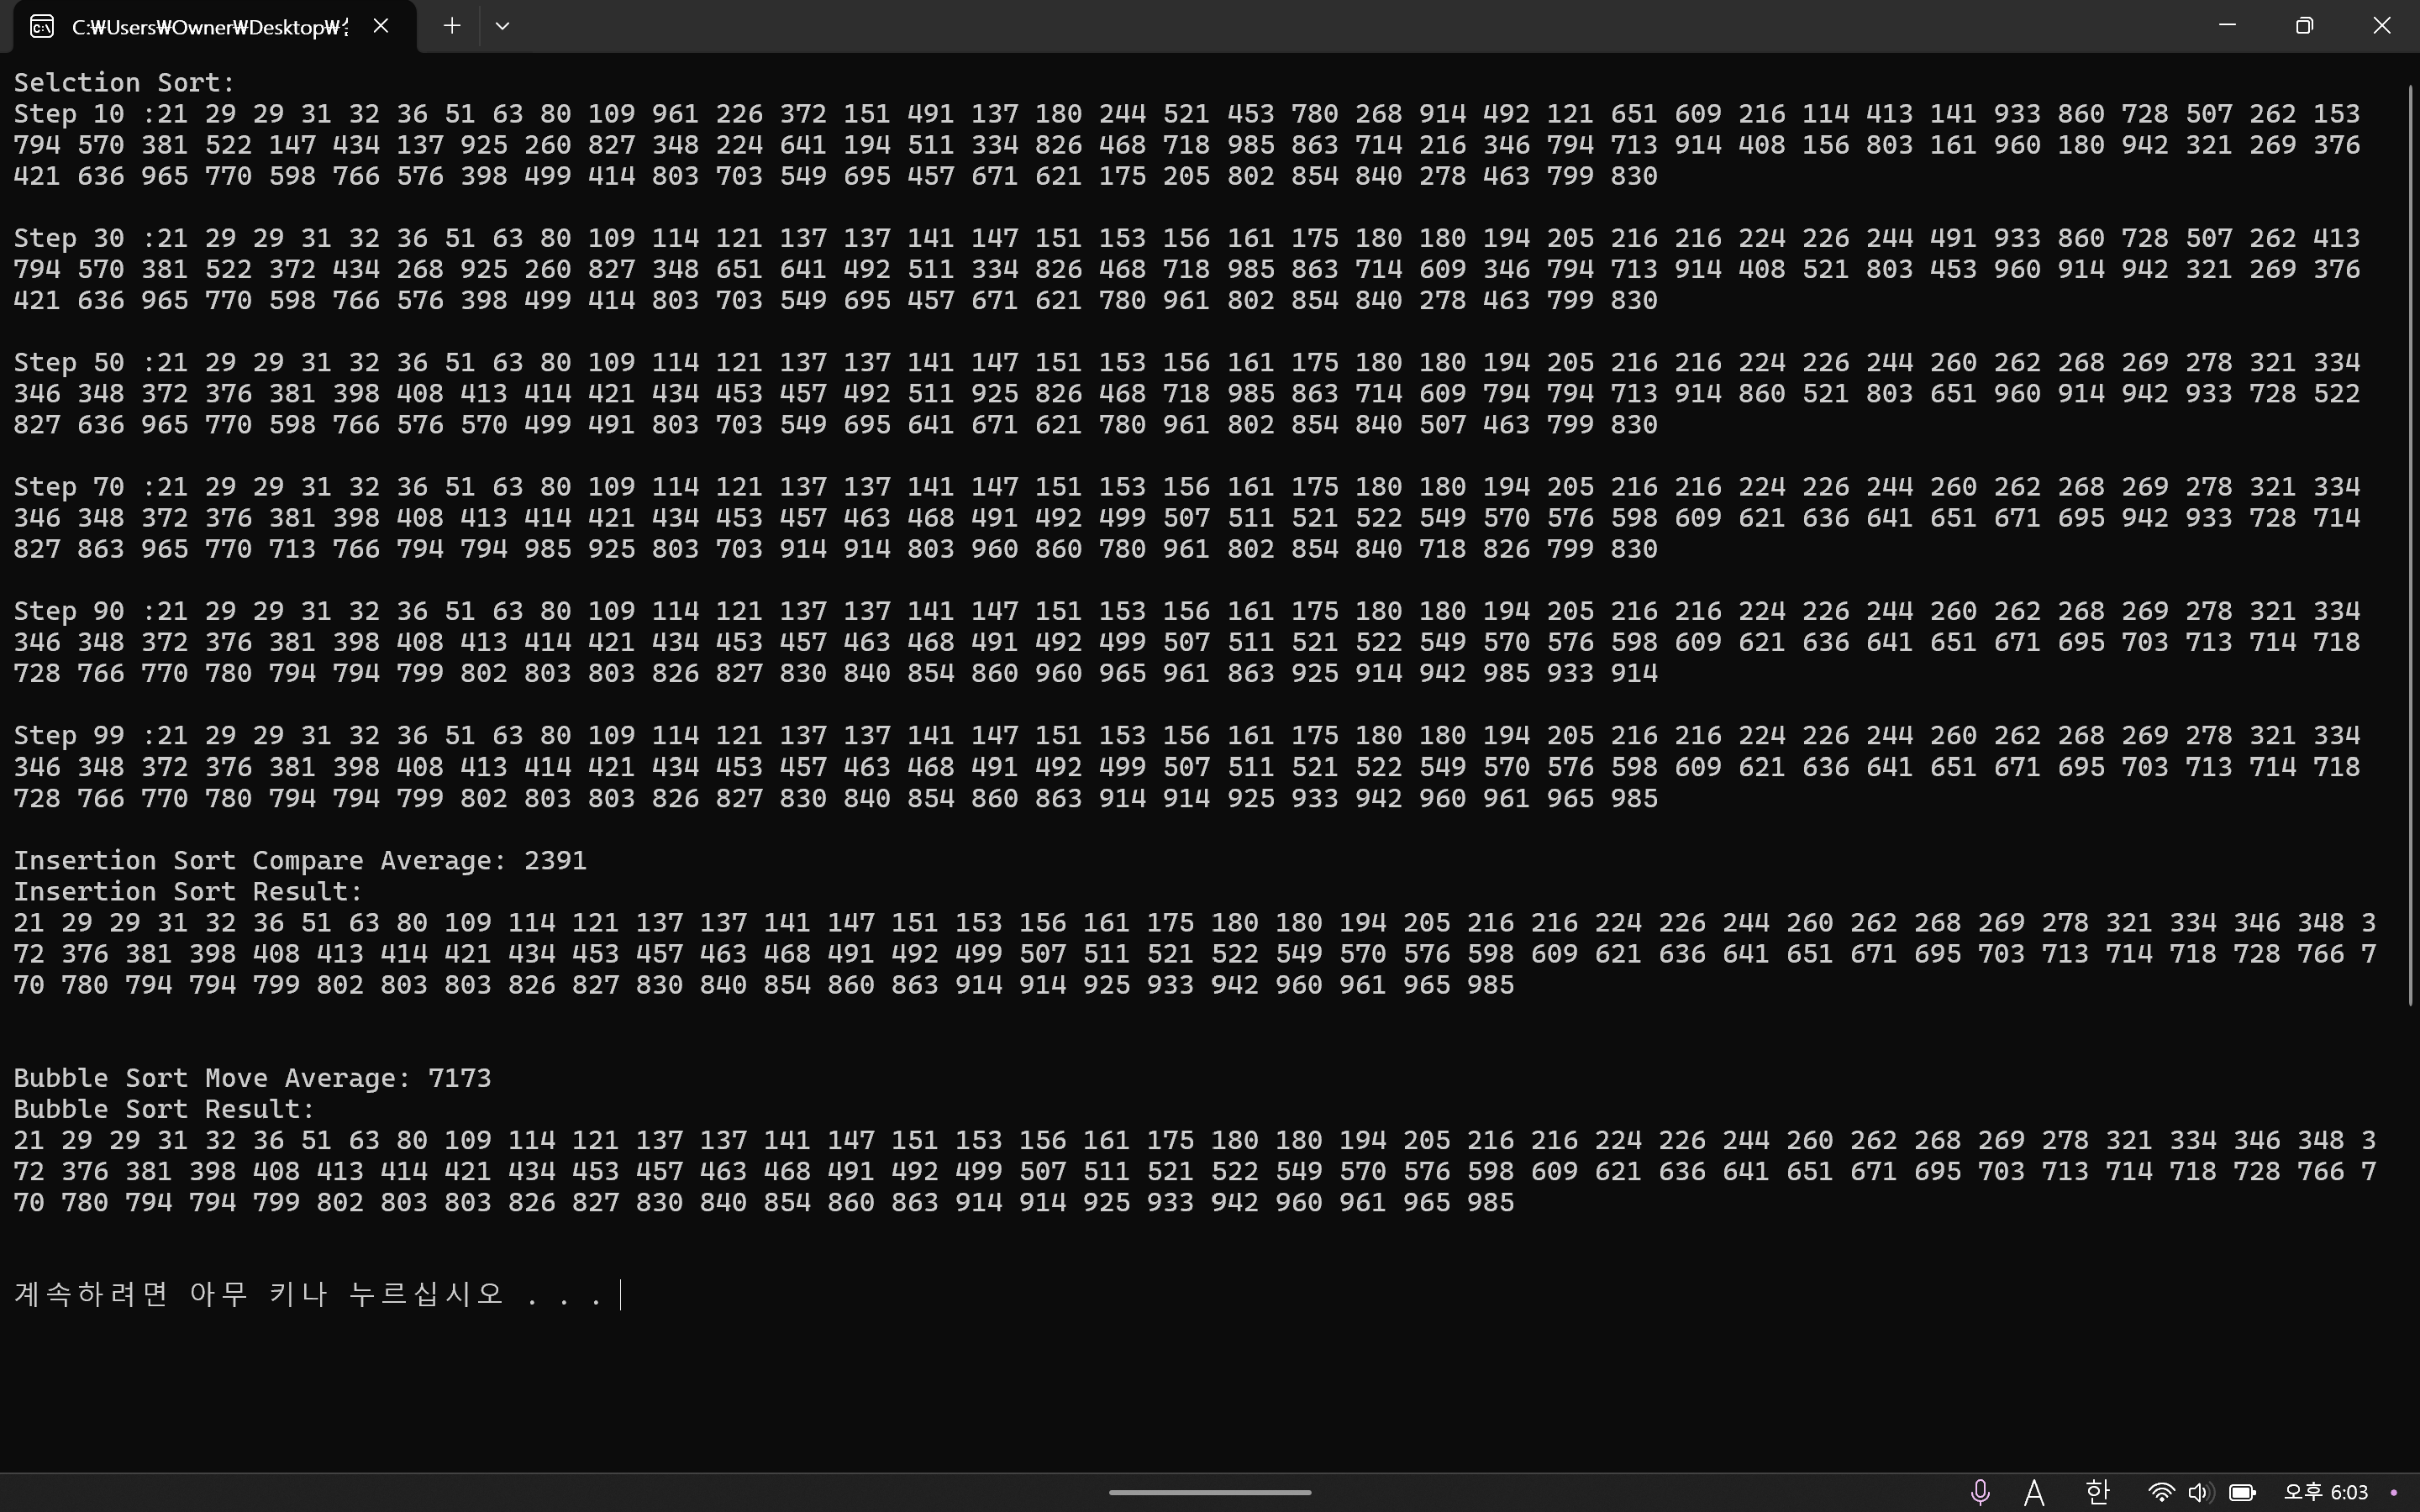 C:₩Users₩Owner₩Desktop₩
Selction Sort:
Step 10 :21 29 29 31 32 36 51 63 80 109 961 226 372 151 491 137 180 244 521 453 780 268 914 492 121 651 609 216 114 413 141 933 860 728 507 262 153
794 570 381 522 147 434 137 925 260 827 348 224 641 194 511 334 826 468 718 985 863 714 216 346 794 713 914 408 156 803 161 960 180 942 321 269 376
421 636 965 770 598 766 576 398 499 414 803 703 549 695 457 671 621 175 205 802 854 840 278 463 799 830
Step 30 :21 29 29 31 32 36 51 63 80 109 114 121 137 137 141 147 151 153 156 161 175 180 180 194 205 216 216 224 226 244 491 933 860 728 507 262 413
794 570 381 522 372 434 268 925 260 827 348 651 641 492 511 334 826 468 718 985 863 714 609 346 794 713 914 408 521 803 453 960 914 942 321 269 376
421 636 965 770 598 766 576 398 499 414 803 703 549 695 457 671 621 780 961 802 854 840 278 463 799 830
Step 50 :21 29 29 31 32 36 51 63 80 109 114 121 137 137 141 147 151 153 156 161 175 180 180 194 205 216 216 224 226 244 260 262 268 269 278 321 334
346 348 372 376 381 398 408 413 414 421 434 453 457 492 511 925 826 468 718 985 863 714 609 794 794 713 914 860 521 803 651 960 914 942 933 728 522
827 636 965 770 598 766 576 570 499 491 803 703 549 695 641 671 621 780 961 802 854 840 507 463 799 830
Step 70 :21 29 29 31 32 36 51 63 80 109 114 121 137 137 141 147 151 153 156 161 175 180 180 194 205 216 216 224 226 244 260 262 268 269 278 321 334
346 348 372 376 381 398 408 413 414 421 434 453 457 463 468 491 492 499 507 511 521 522 549 570 576 598 609 621 636 641 651 671 695 942 933 728 714
827 863 965 770 713 766 794 794 985 925 803 703 914 914 803 960 860 780 961 802 854 840 718 826 799 830
Step 90 :21 29 29 31 32 36 51 63 80 109 114 121 137 137 141 147 151 153 156 161 175 180 180 194 205 216 216 224 226 244 260 262 268 269 278 321 334
346 348 372 376 381 398 408 413 414 421 434 453 457 463 468 491 492 499 507 511 521 522 549 570 576 598 609 621 636 641 651 671 695 703 713 714 718
728 766 770 780 794 794 799 802 803 803 826 827 830 840 854 860 960 965 961 863 925 914 942 985 933 914
Step 99 :21 29 29 31 32 36 51 63 80 109 114 121 137 137 141 147 151 153 156 161 175 180 180 194 205 216 216 224 226 244 260 262 268 269 278 321 334
346 348 372 376 381 398 408 413 414 421 434 453 457 463 468 491 492 499 507 511 521 522 549 570 576 598 609 621 636 641 651 671 695 703 713 714 718
728 766 770 780 794 794 799 802 803 803 826 827 830 840 854 860 863 914 914 925 933 942 960 961 965 985
Insertion Sort Compare Average: 2391
Insertion Sort Result:
21 29 29 31 32 36 51 63 80 109 114 121 137 137 141 147 151 153 156 161 175 180 180 194 205 216 216 224 226 244 260 262 268 269 278 321 334 346 348 3
72 376 381 398 408 413 414 421 434 453 457 463 468 491 492 499 507 511 521 522 549 570 576 598 609 621 636 641 651 671 695 703 713 714 718 728 766 7
70 780 794 794 799 802 803 803 826 827 830 840 854 860 863 914 914 925 933 942 960 961 965 985
Bubble Sort Move Average: 7173
Bubble Sort Result:
21 29 29 31 32 36 51 63 80 109 114 121 137 137 141 147 151 153 156 161 175 180 180 194 205 216 216 224 226 244 260 262 268 269 278 321 334 346 348 3
72 376 381 398 408 413 414 421 434 453 457 463 468 491 492 499 507 511 521 522 549 570 576 598 609 621 636 641 651 671 695 703 713 714 718 728 766 7
70 780 794 794 799 802 803 803 826 827 830 840 854 860 863 914 914 925 933 942 960 961 965 985
계속하려면 아무 키나 누르십시오 . . .
A 한 오후 6:03